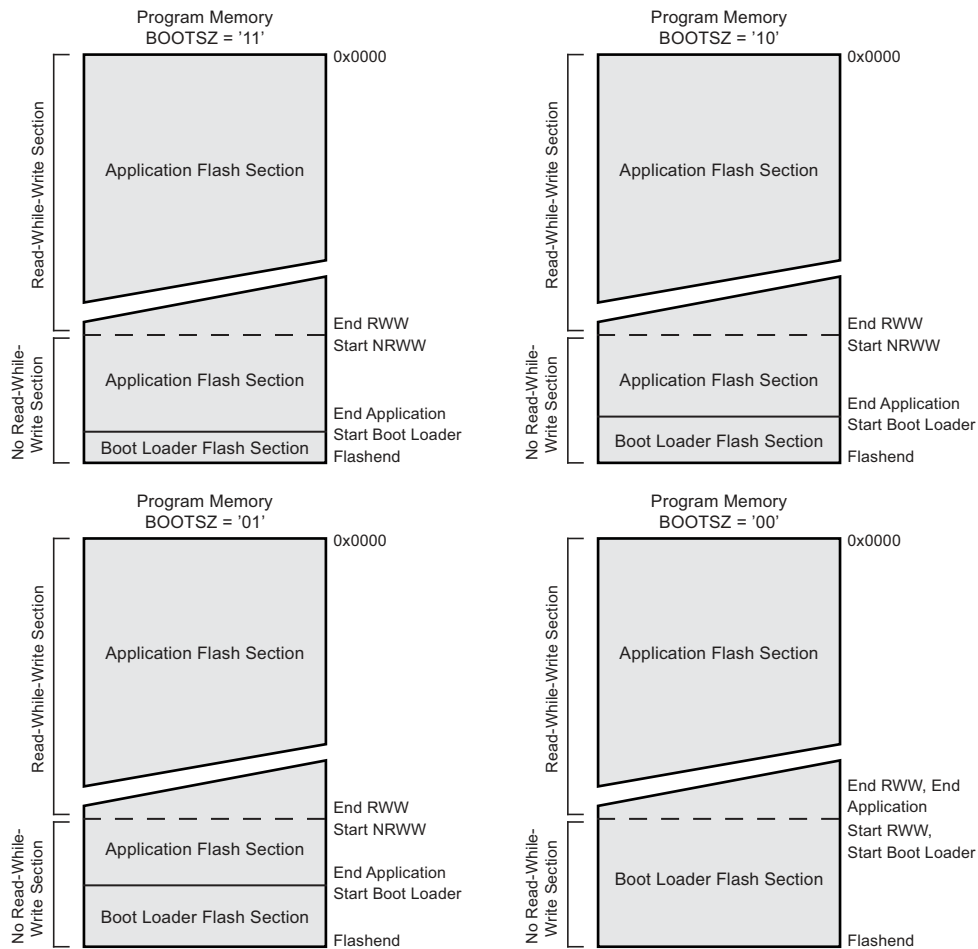 Program Memory
BOOTSZ = '11'
0x0000
Read-While-Write Section
Application Flash Section
End RWW
Start NRWW
No Read-While-
Write Section
Application Flash Section
End Application
Start Boot Loader
Boot Loader Flash Section
Flashend
Program Memory
BOOTSZ = '10'
0x0000
Read-While-Write Section
Application Flash Section
End RWW
Start NRWW
No Read-While-
Write Section
Application Flash Section
End Application
Start Boot Loader
Boot Loader Flash Section
Flashend
Program Memory
BOOTSZ = '01'
0x0000
Read-While-Write Section
Application Flash Section
End RWW
Start NRWW
No Read-While-
Write Section
Application Flash Section
End Application
Start Boot Loader
Boot Loader Flash Section
Flashend
Program Memory
BOOTSZ = '00'
0x0000
Read-While-Write Section
Application Flash Section
End RWW, End
Application
Start RWW,
Start Boot Loader
No Read-While-
Write Section
Boot Loader Flash Section
Flashend